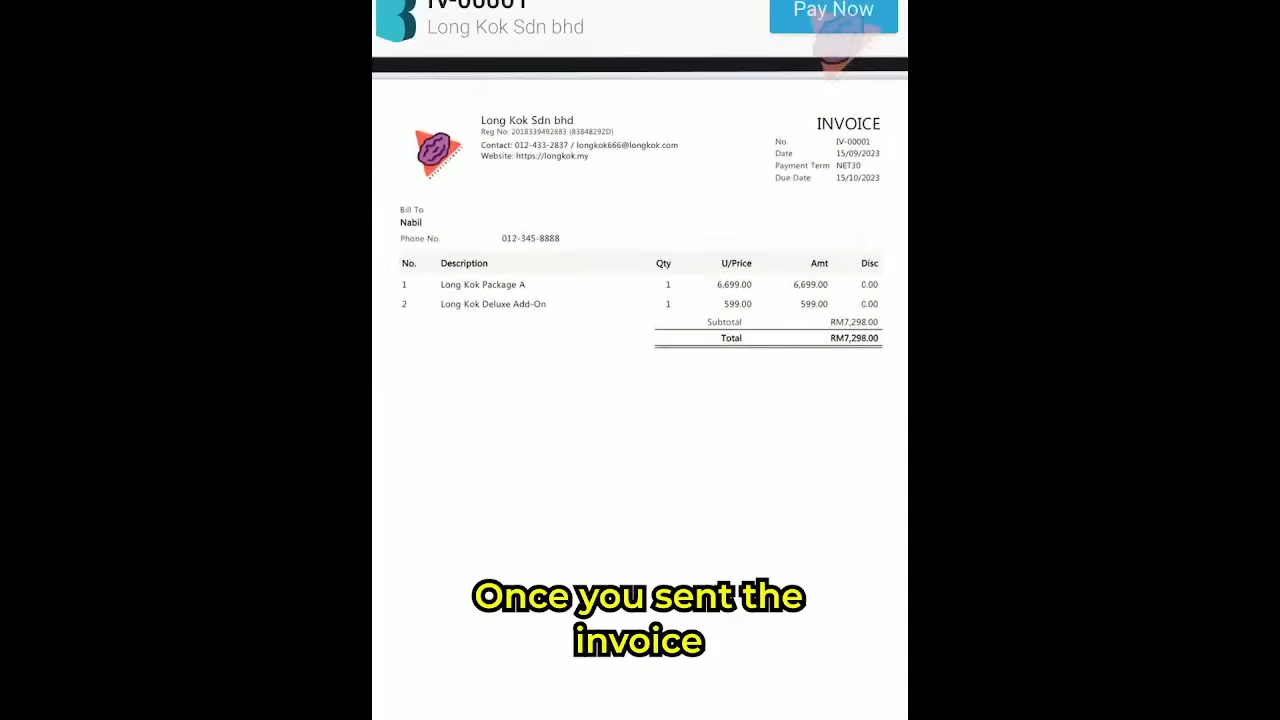 IV-00001
Long Kok Sdn bhd
Pay Now
Long Kok Sdn bhd
Reg No: 2018339492883 (83848292D)
Contact: 012-433-2837 / longkok666@longkok.com
Website: https://longkok.my
INVOICE
No. IV-00001
Date 15/09/2023
Payment Term NET30
Due Date 15/10/2023
Bill To
Nabil
Phone No. 012-345-8888
No. Description Qty U/Price Amt Disc
1 Long Kok Package A 1 6,699.00 6,699.00 0.00
2 Long Kok Deluxe Add-On 1 599.00 599.00 0.00
Subtotal RM7,298.00
Total RM7,298.00
Once you sent the
invoice